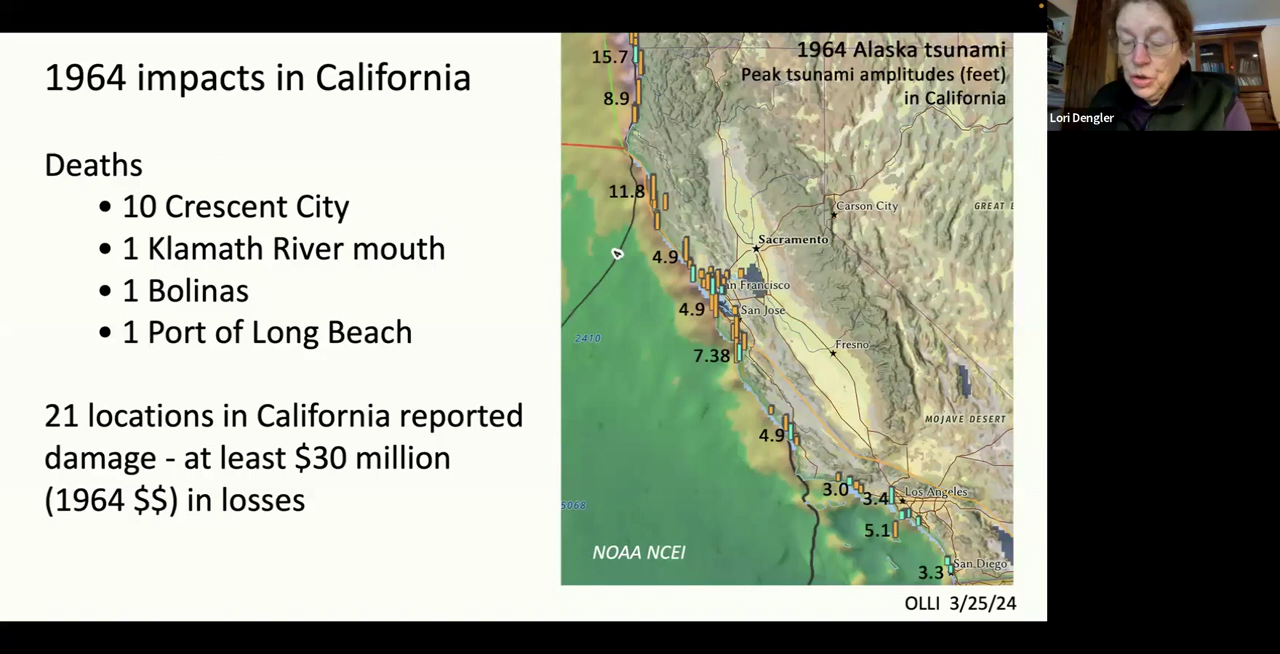 1964 impacts in California
Deaths
• 10 Crescent City
• 1 Klamath River mouth
• 1 Bolinas
• 1 Port of Long Beach
21 locations in California reported
damage - at least $30 million
(1964 $$) in losses
1964 Alaska tsunami
Peak tsunami amplitudes (feet)
in California
15.7
8.9
11.8
4.9
4.9
7.38
4.9
3.0
3.4
5.1
3.3
Carson City
GREAT
Sacramento
an Francisco
San Jose
2410
Fresno
MOJAVE DESERT
Los Angeles
5068
San Diego
NOAA NCEI
OLLI 3/25/24
Lori Dengler